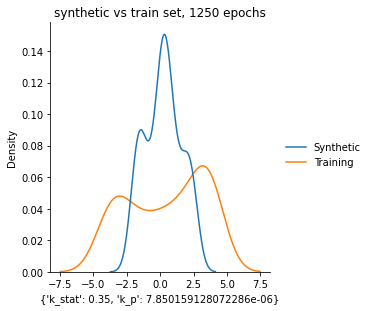 synthetic vs train set, 1250 epochs
0.14
0.12
0.10
0.08
0.06
0.04
0.02
0.00
Density
−7.5 −5.0 −2.5 0.0 2.5 5.0 7.5
{'k_stat': 0.35, 'k_p': 7.850159128072286e-06}
Synthetic
Training